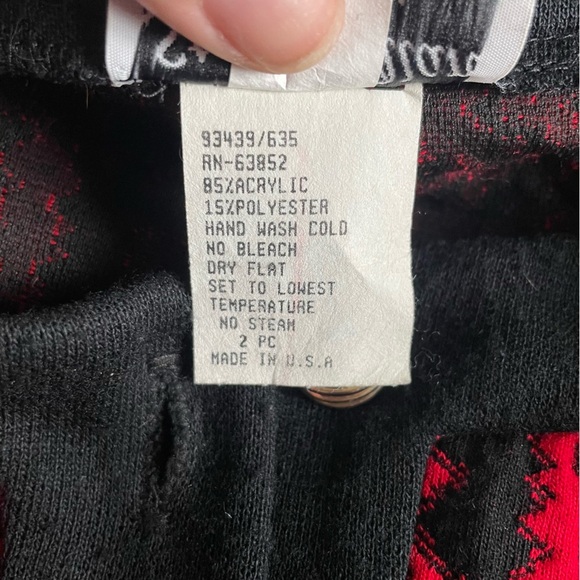 93439/635
RN-63852
85%ACRYLIC
15%POLYESTER
HAND WASH COLD
NO BLEACH
DRY FLAT
SET TO LOWEST
TEMPERATURE
NO STEAM
2 PC
MADE IN U.S.A